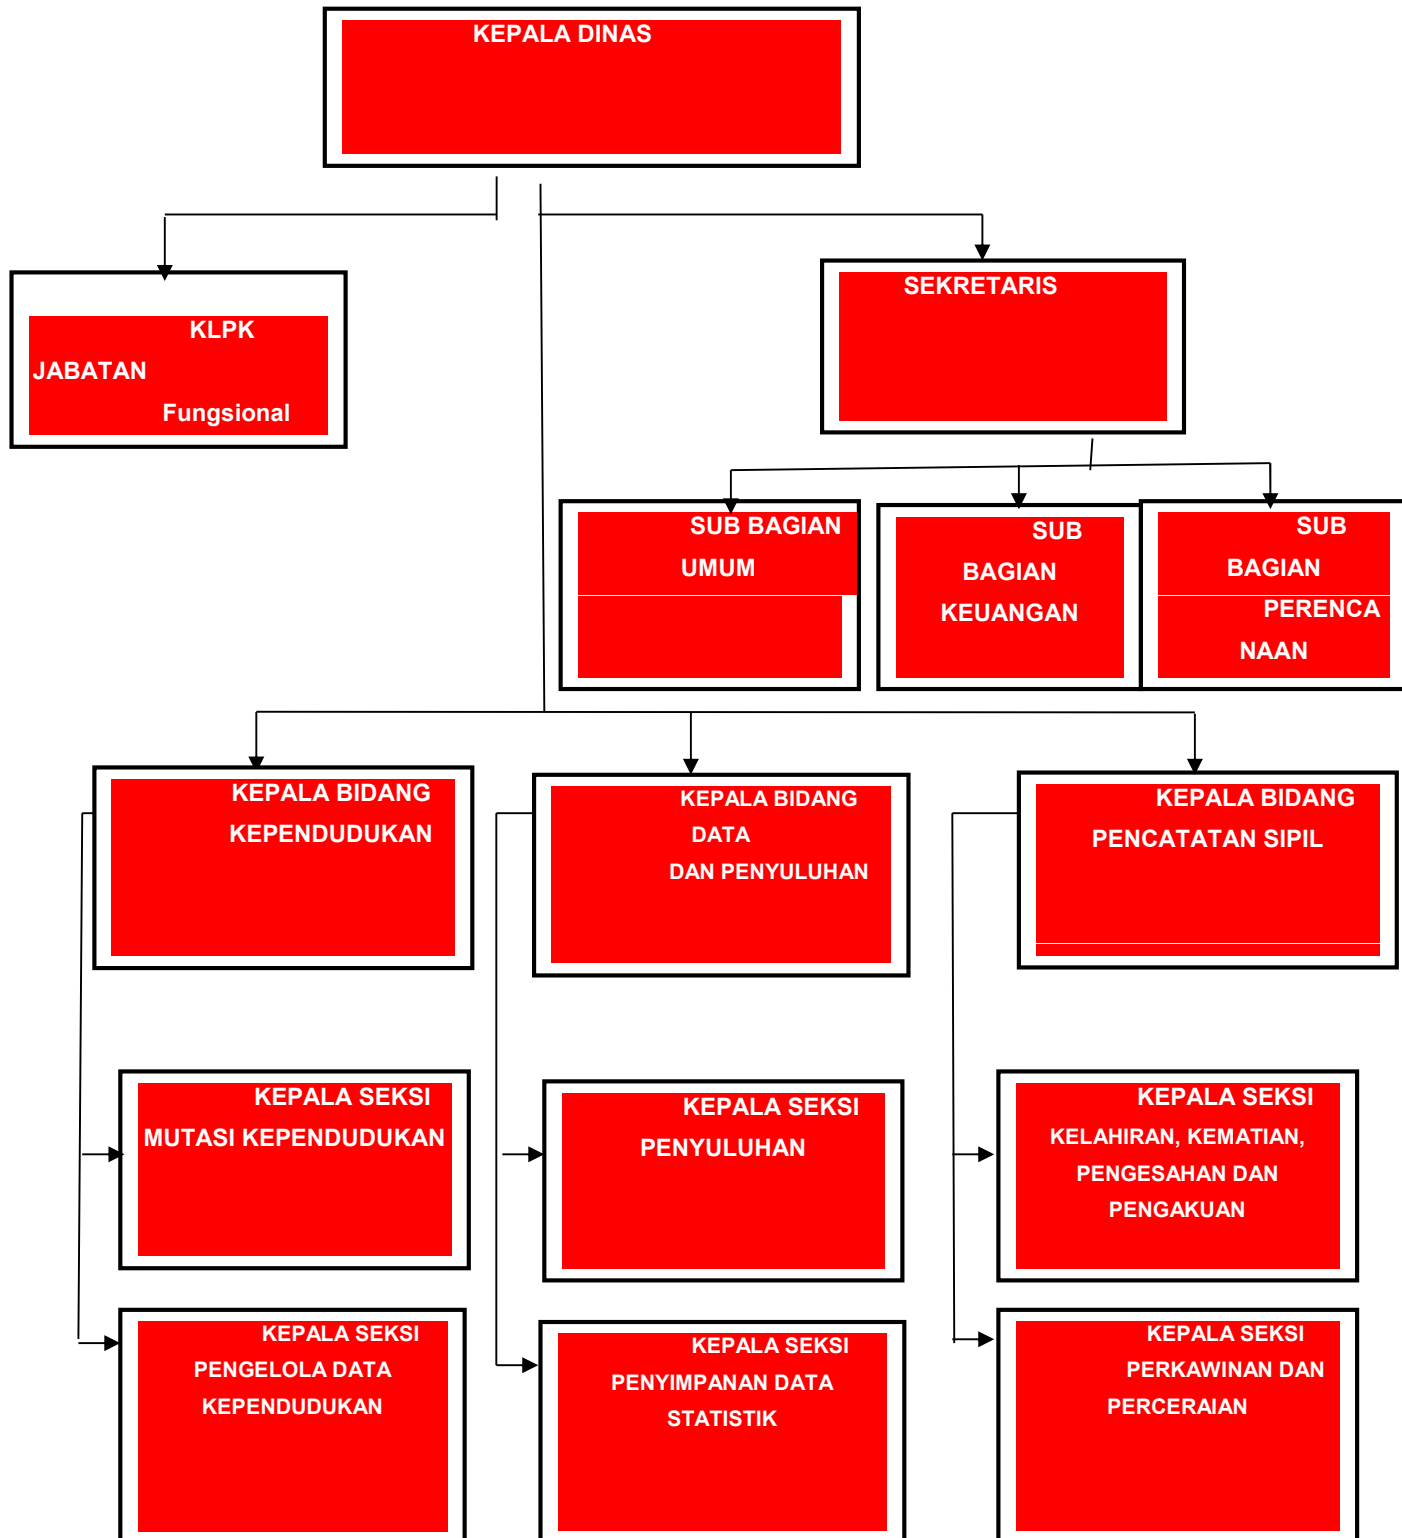 KEPALA DINAS
KLPK
JABATAN
Fungsional
SEKRETARIS
SUB BAGIAN
UMUM
SUB
BAGIAN
KEUANGAN
SUB
BAGIAN
PERENCA
NAAN
KEPALA BIDANG
KEPENDUDUKAN
KEPALA BIDANG
DATA
DAN PENYULUHAN
KEPALA BIDANG
PENCATATAN SIPIL
KEPALA SEKSI
MUTASI KEPENDUDUKAN
KEPALA SEKSI
PENYULUHAN
KEPALA SEKSI
KELAHIRAN, KEMATIAN,
PENGESAHAN DAN
PENGAKUAN
KEPALA SEKSI
PENGELOLA DATA
KEPENDUDUKAN
KEPALA SEKSI
PENYIMPANAN DATA
STATISTIK
KEPALA SEKSI
PERKAWINAN DAN
PERCERAIAN